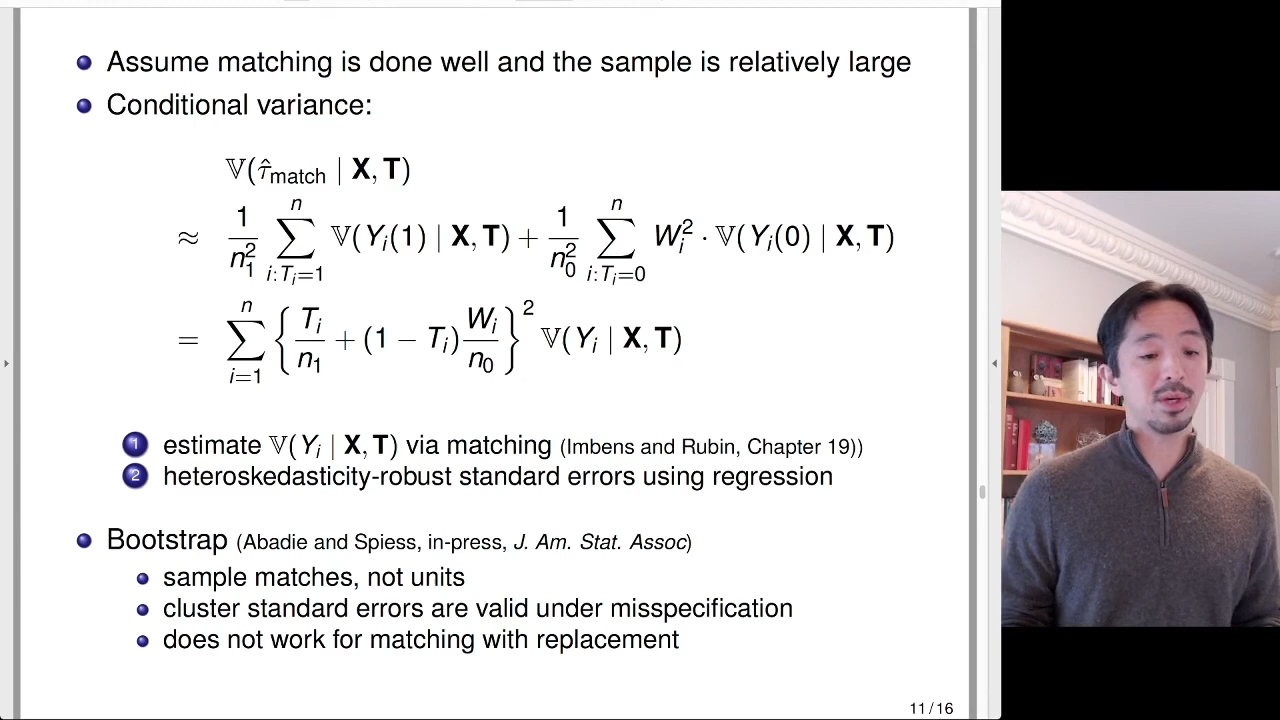 Assume matching is done well and the sample is relatively large
Conditional variance:
𝕍(τ̂_match | X, T)
≈ 1/n₁² ∑_{i:Tᵢ=1}^{n} 𝕍(Yᵢ(1) | X, T) + 1/n₀² ∑_{i:Tᵢ=0}^{n} Wᵢ² · 𝕍(Yᵢ(0) | X, T)
= ∑_{i=1}^{n} { Tᵢ/n₁ + (1 − Tᵢ) Wᵢ/n₀ }² 𝕍(Yᵢ | X, T)
1 estimate 𝕍(Yᵢ | X, T) via matching (Imbens and Rubin, Chapter 19))
2 heteroskedasticity-robust standard errors using regression
Bootstrap (Abadie and Spiess, in-press, J. Am. Stat. Assoc)
sample matches, not units
cluster standard errors are valid under misspecification
does not work for matching with replacement
11 / 16